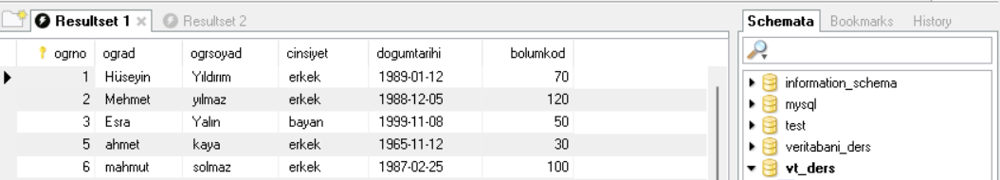 Resultset 1 Resultset 2
ogrno ograd ogrsoyad cinsiyet dogumtarihi bolumkod
1 Hüseyin Yıldırım erkek 1989-01-12 70
2 Mehmet yılmaz erkek 1988-12-05 120
3 Esra Yalın bayan 1999-11-08 50
5 ahmet kaya erkek 1965-11-12 30
6 mahmut solmaz erkek 1987-02-25 100
Schemata Bookmarks History
information_schema
mysql
test
veritabani_ders
vt_ders